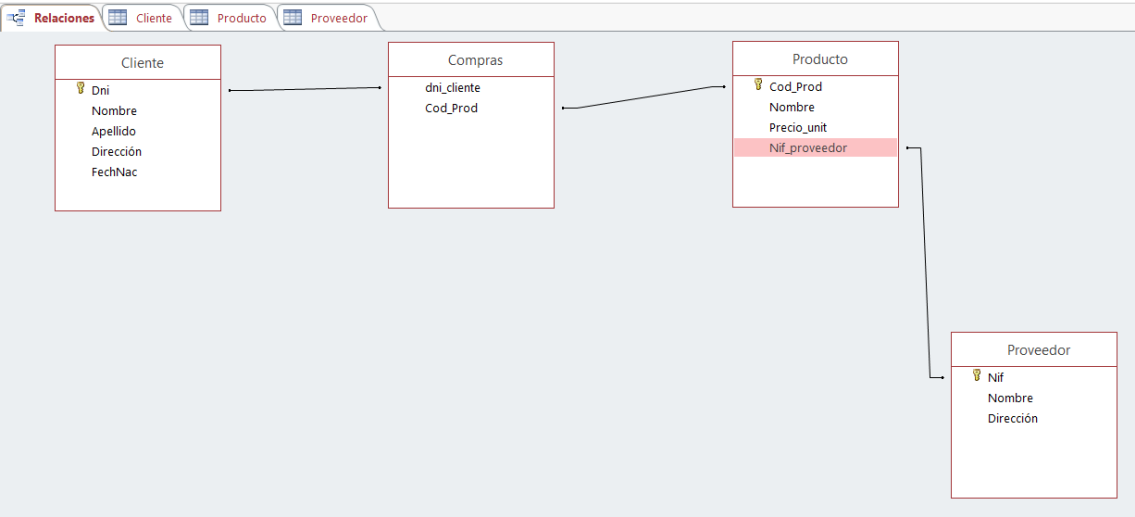 Relaciones Cliente Producto Proveedor
Cliente
Dni
Nombre
Apellido
Dirección
FechNac
Compras
dni_cliente
Cod_Prod
Producto
Cod_Prod
Nombre
Precio_unit
Nif_proveedor
Proveedor
Nif
Nombre
Dirección